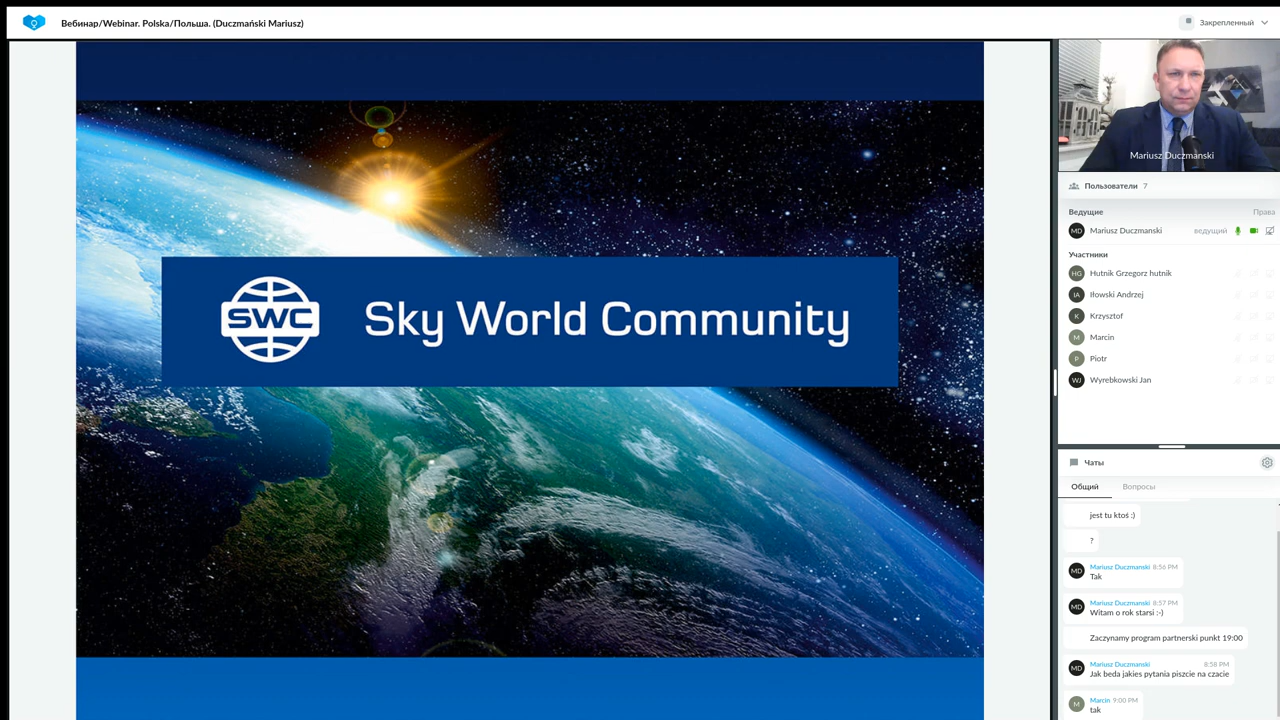 Вебинар/Webinar. Polska/Польша. (Duczmański Mariusz)
Закрепленный
SWC
Sky World Community
Mariusz Duczmanski
Пользователи 7
Ведущие Права
MD Mariusz Duczmanski ведущий
Участники
HG Hutnik Grzegorz hutnik
IA Iłowski Andrzej
K Krzysztof
M Marcin
P Piotr
WJ Wyrebkowski Jan
Чаты
Общий Вопросы
jest tu ktoś :)
?
MD Mariusz Duczmanski 8:56 PM
Tak
MD Mariusz Duczmanski 8:57 PM
Witam o rok starsi :-)
Zaczynamy program partnerski punkt 19:00
MD Mariusz Duczmanski 8:58 PM
Jak beda jakies pytania piszcie na czacie
M Marcin 9:00 PM
tak